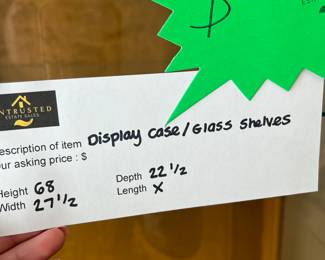 $
NTRUSTED
ESTATE SALES
escription of item Display case/Glass Shelves
ur asking price : $
Height 68
Depth 22 1/2
Width 27 1/2
Length X